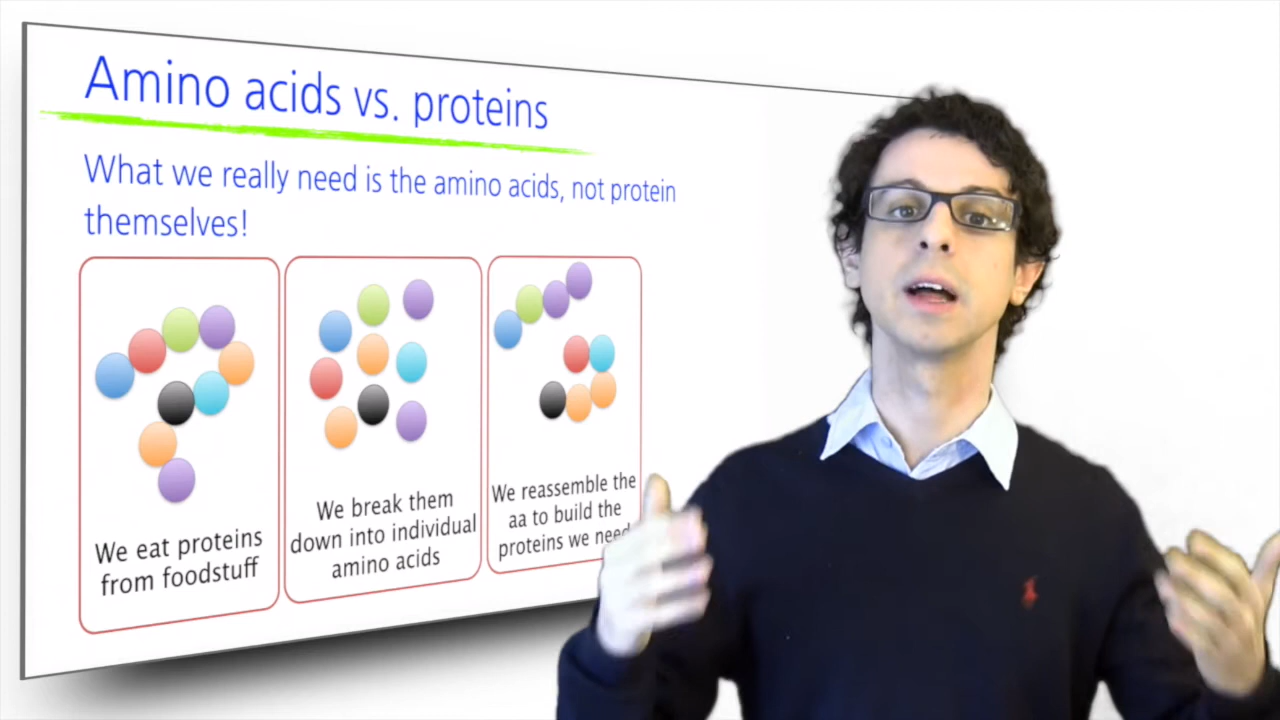 Amino acids vs. proteins
What we really need is the amino acids, not protein
themselves!
We eat proteins
from foodstuff
We break them
down into individual
amino acids
We reassemble the
aa to build the
proteins we need